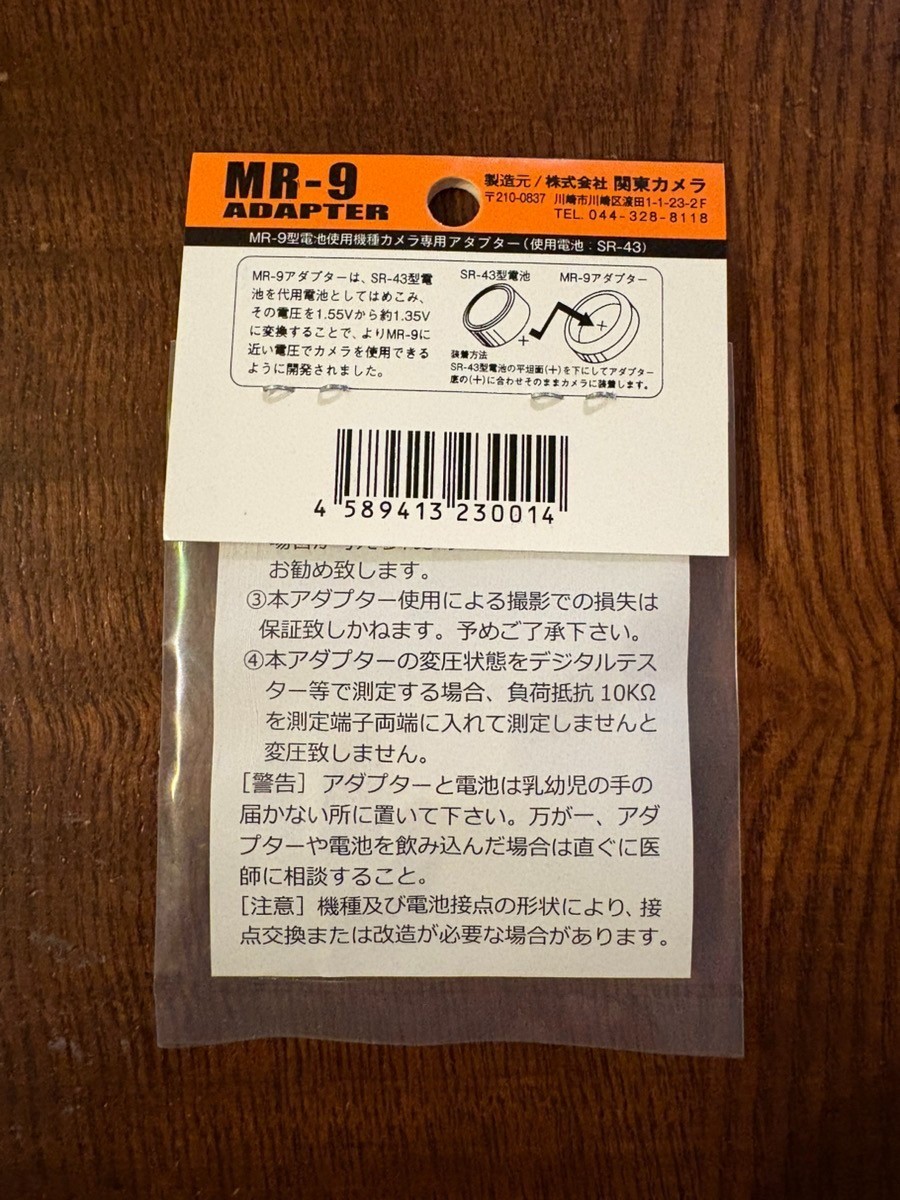 MR-9
ADAPTER
製造元/株式会社 関東カメラ
〒210-0837 川崎市川崎区渡田1-1-23-2F
TEL. 044-328-8118
MR-9型電池使用機種カメラ専用アダプター(使用電池:SR-43)
MR-9アダプターは、SR-43型電
池を代用電池としてはめこみ、
その電圧を1.55Vから約1.35V
に変換することで、よりMR-9に
近い電圧でカメラを使用できる
ように開発されました。
SR-43型電池
MR-9アダプター
装着方法
SR-43型電池の平坦面(+)を下にしてアダプター
底の(+)に合わせそのままカメラに装着します。
4 589413 230014
お勧め致します。
③本アダプター使用による撮影での損失は
保証致しかねます。予めご了承下さい。
④本アダプターの変圧状態をデジタルテス
ター等で測定する場合、負荷抵抗 10KΩ
を測定端子両端に入れて測定しませんと
変圧致しません。
[警告] アダプターと電池は乳幼児の手の
届かない所に置いて下さい。万が一、アダ
プターや電池を飲み込んだ場合は直ぐに医
師に相談すること。
[注意] 機種及び電池接点の形状により、接
点交換または改造が必要な場合があります。